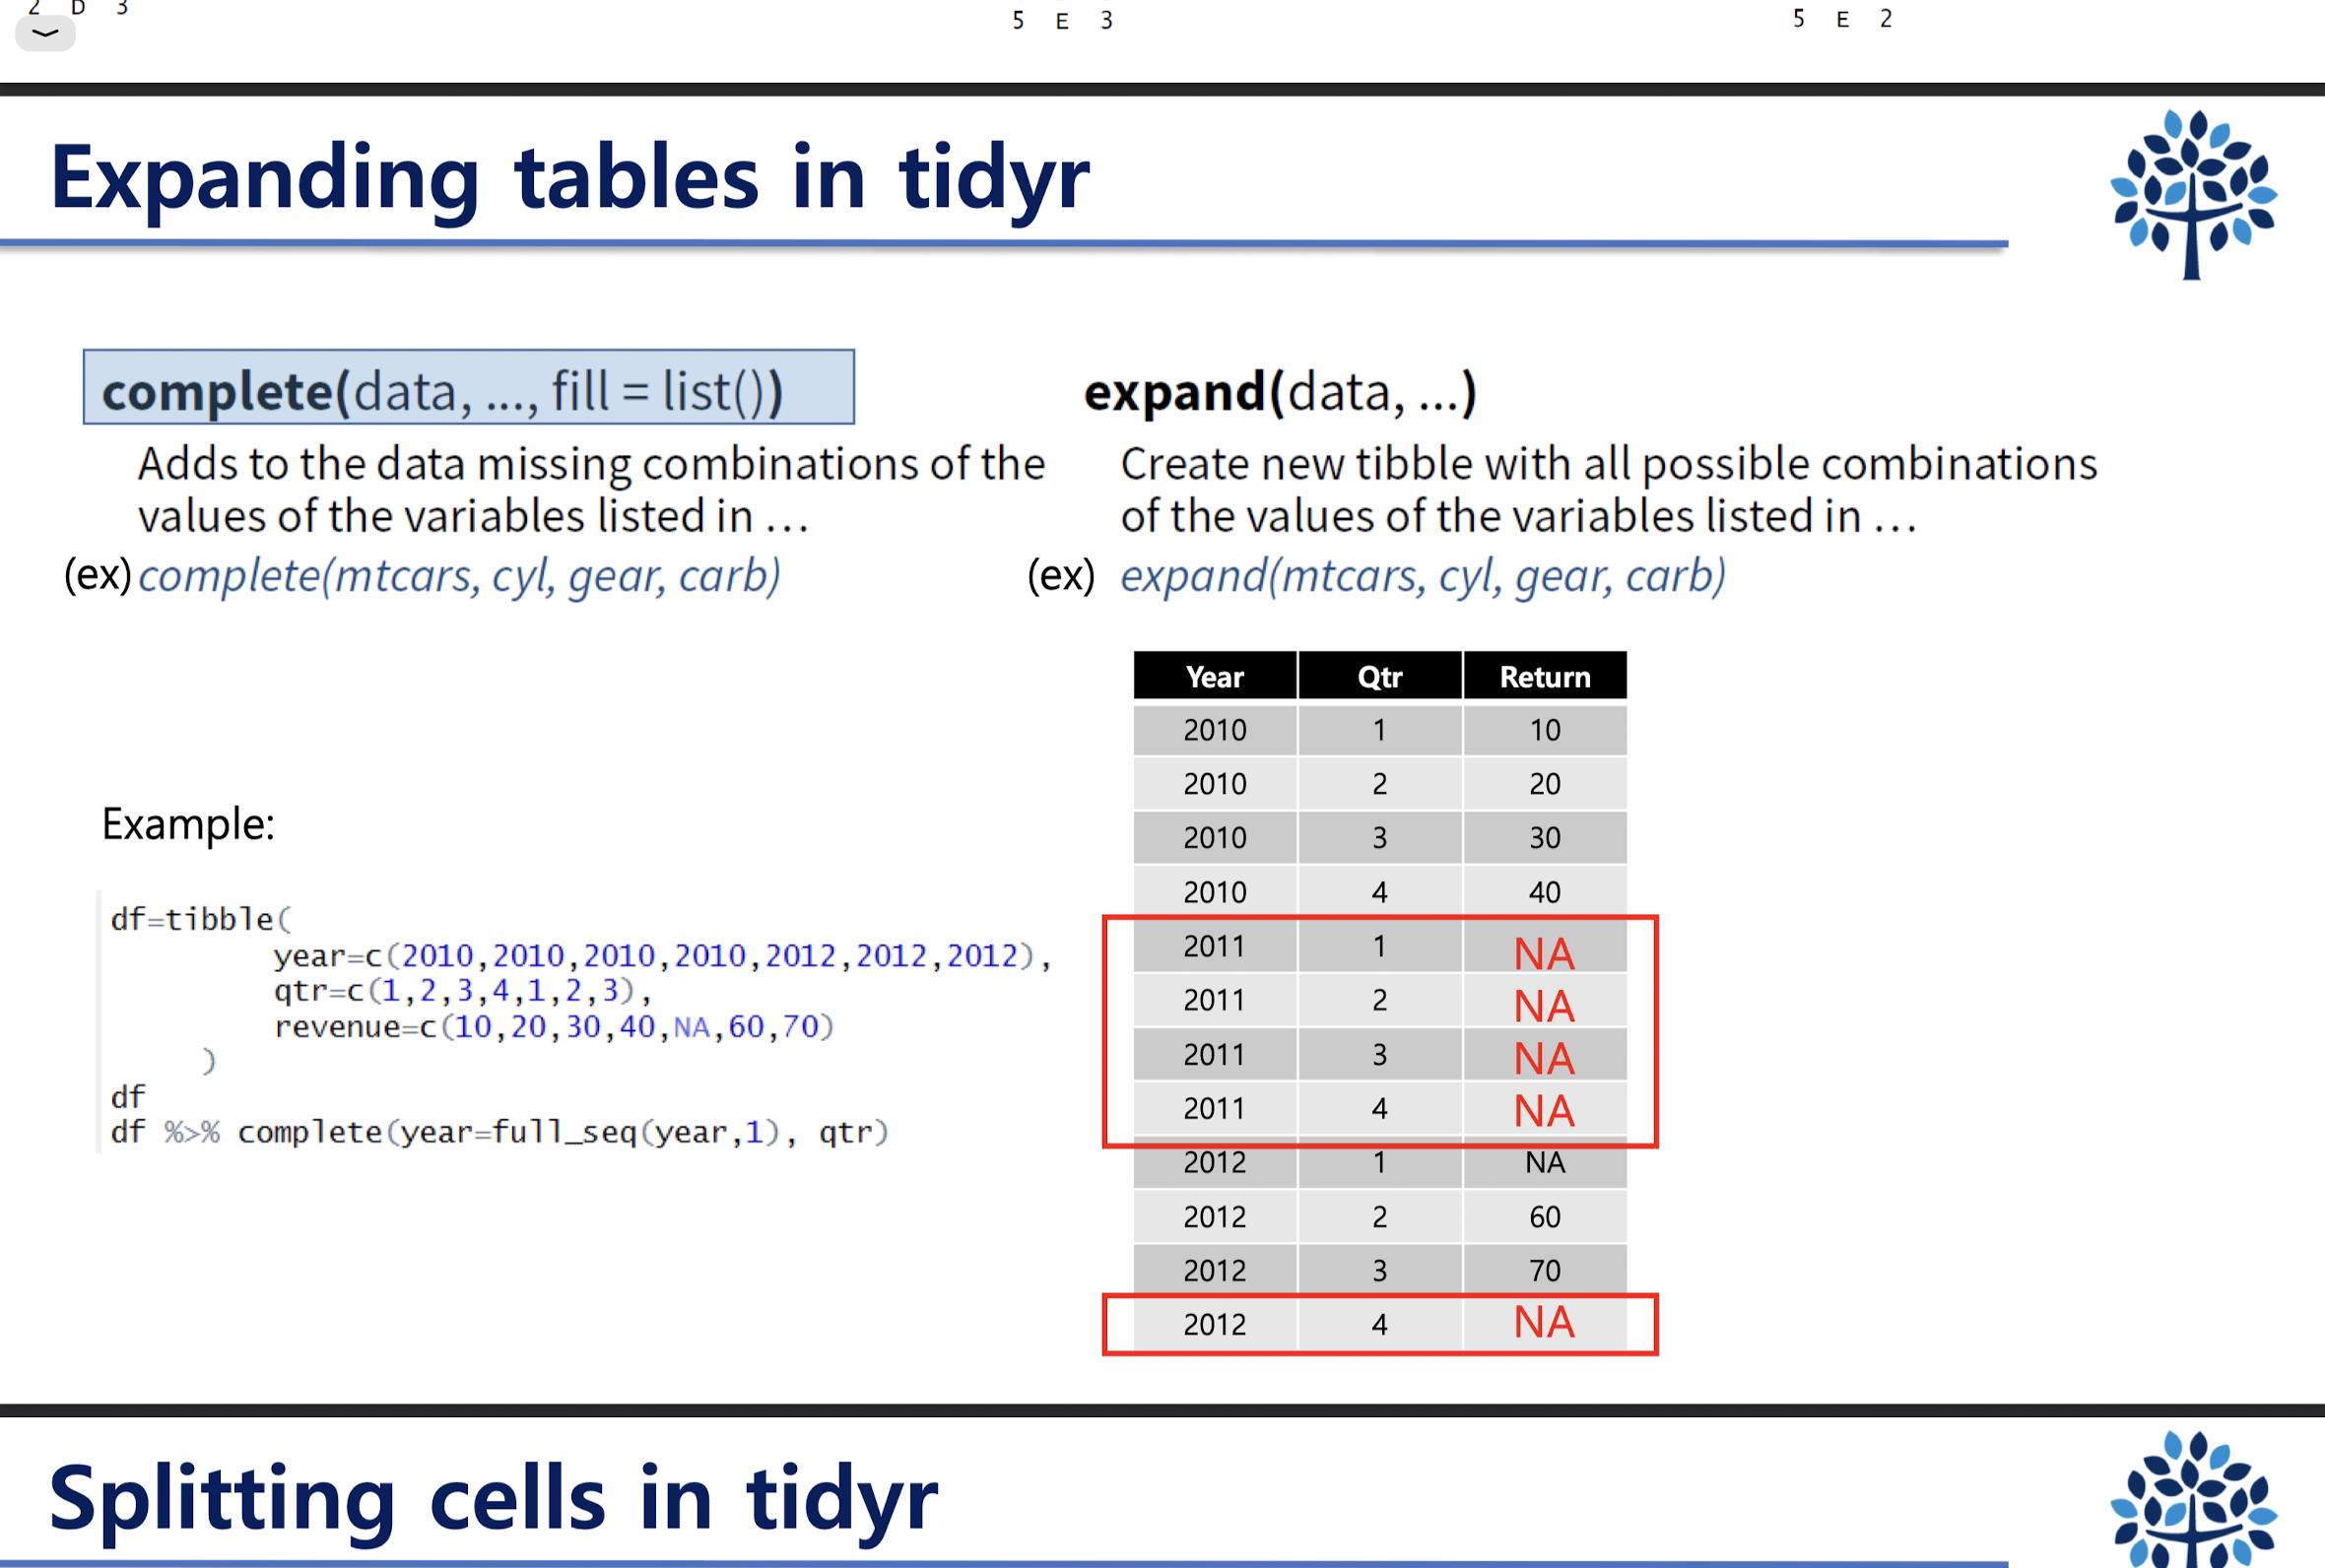 2 D 3
5 E 3
5 E 2
Expanding tables in tidyr
complete(data, ..., fill = list())
Adds to the data missing combinations of the
values of the variables listed in …
(ex) complete(mtcars, cyl, gear, carb)
expand(data, ...)
Create new tibble with all possible combinations
of the values of the variables listed in …
(ex) expand(mtcars, cyl, gear, carb)
Example:
df=tibble(
year=c(2010,2010,2010,2010,2012,2012,2012),
qtr=c(1,2,3,4,1,2,3),
revenue=c(10,20,30,40,NA,60,70)
)
df
df %>% complete(year=full_seq(year,1), qtr)
Year Qtr Return
2010 1 10
2010 2 20
2010 3 30
2010 4 40
2011 1 NA
2011 2 NA
2011 3 NA
2011 4 NA
2012 1 NA
2012 2 60
2012 3 70
2012 4 NA
Splitting cells in tidyr